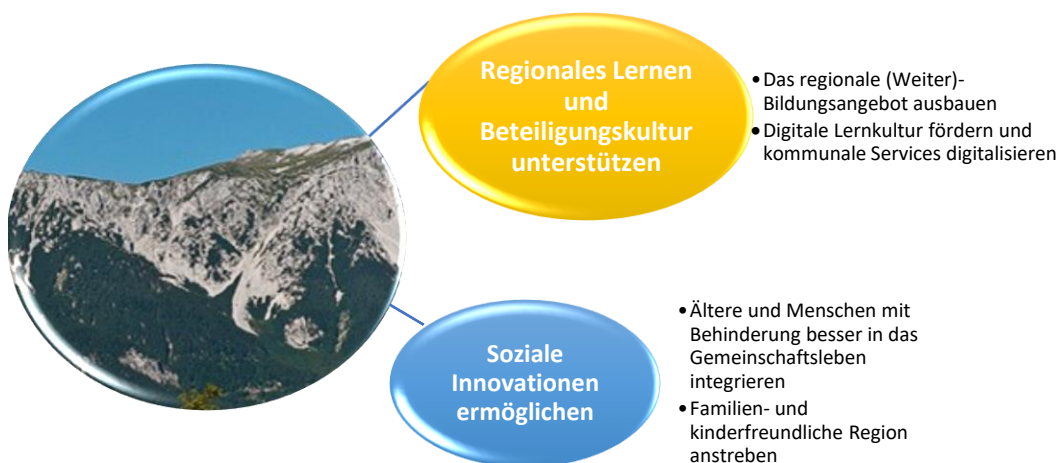 Regionales Lernen
und
Beteiligungskultur
unterstützen
•Das regionale (Weiter)-
Bildungsangebot ausbauen
•Digitale Lernkultur fördern und
kommunale Services digitalisieren
Soziale
Innovationen
ermöglichen
•Ältere und Menschen mit
Behinderung besser in das
Gemeinschaftsleben
integrieren
•Familien- und
kinderfreundliche Region
anstreben